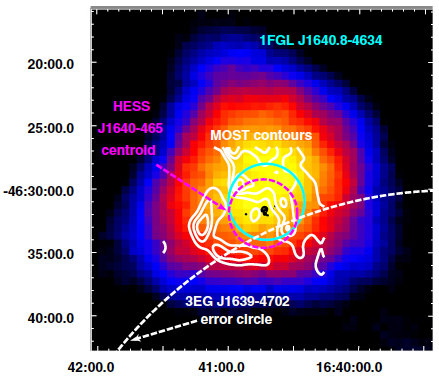 1FGL J1640.8-4634
20:00.0
HESS
J1640-465
centroid
25:00.0
MOST contours
-46:30:00.0
35:00.0
3EG J1639-4702
error circle
40:00.0
42:00.0
41:00.0
16:40:00.0